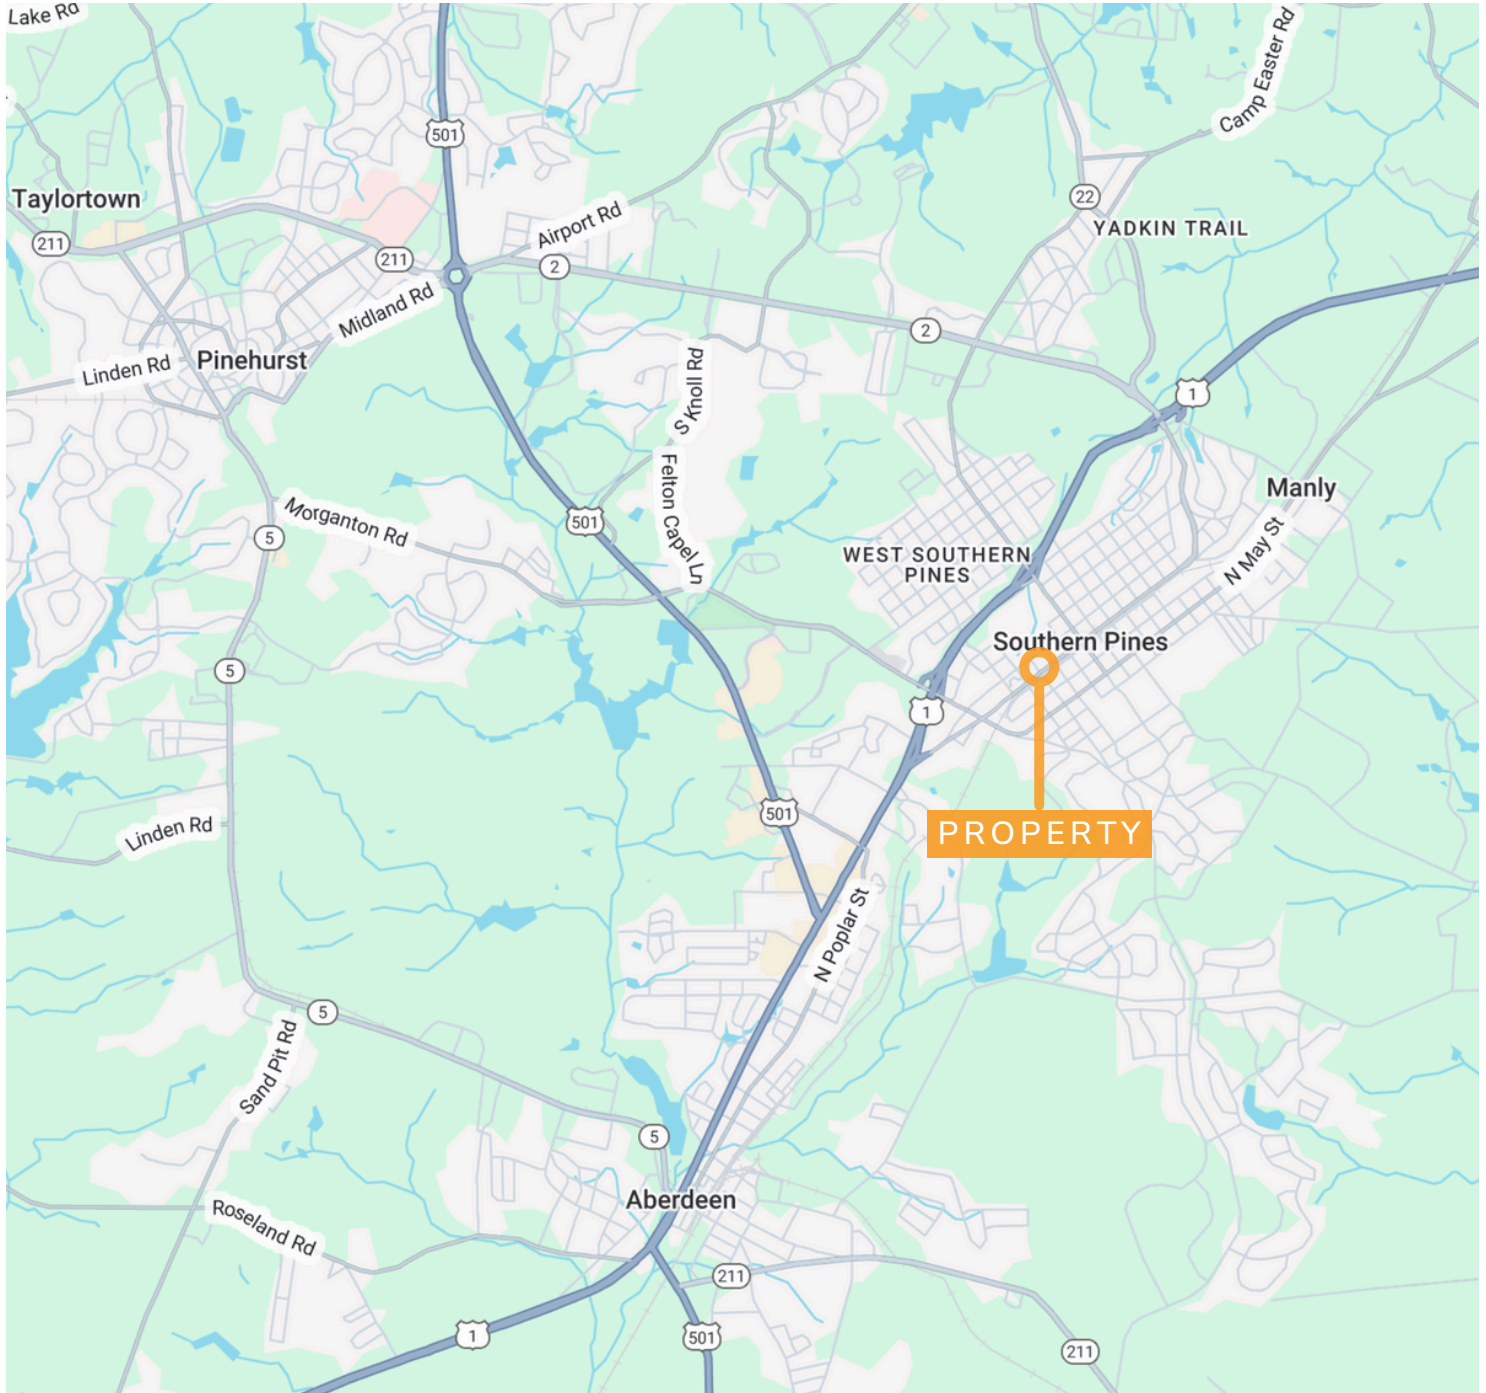 Lake Rd
Camp Easter Rd
501
Taylortown
22
Airport Rd
YADKIN TRAIL
211
211
2
Midland Rd
2
Pinehurst
Linden Rd
S Knoll Rd
1
Felton Capel Ln
Manly
Morganton Rd
501
5
N May St
WEST SOUTHERN
PINES
Southern Pines
5
1
501
Linden Rd
PROPERTY
N Poplar St
5
Sand Pit Rd
5
Aberdeen
Roseland Rd
211
1
501
211